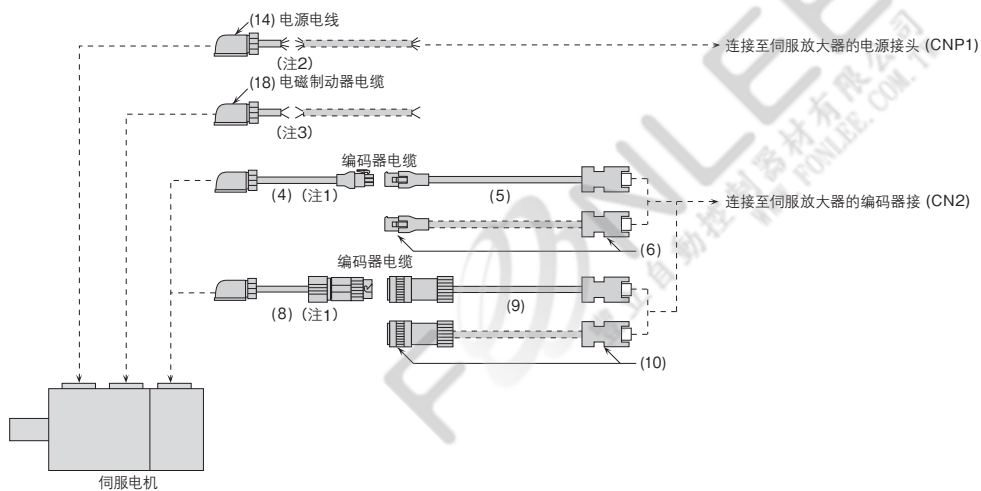 (14) 电源电线
连接至伺服放大器的电源接头 (CNP1)
(注2)
(18) 电磁制动器电缆
(注3)
编码器电缆
(4) (注1)
(5)
连接至伺服放大器的编码器接 (CN2)
(6)
编码器电缆
(8) (注1)
(9)
(10)
伺服电机
FONLEE